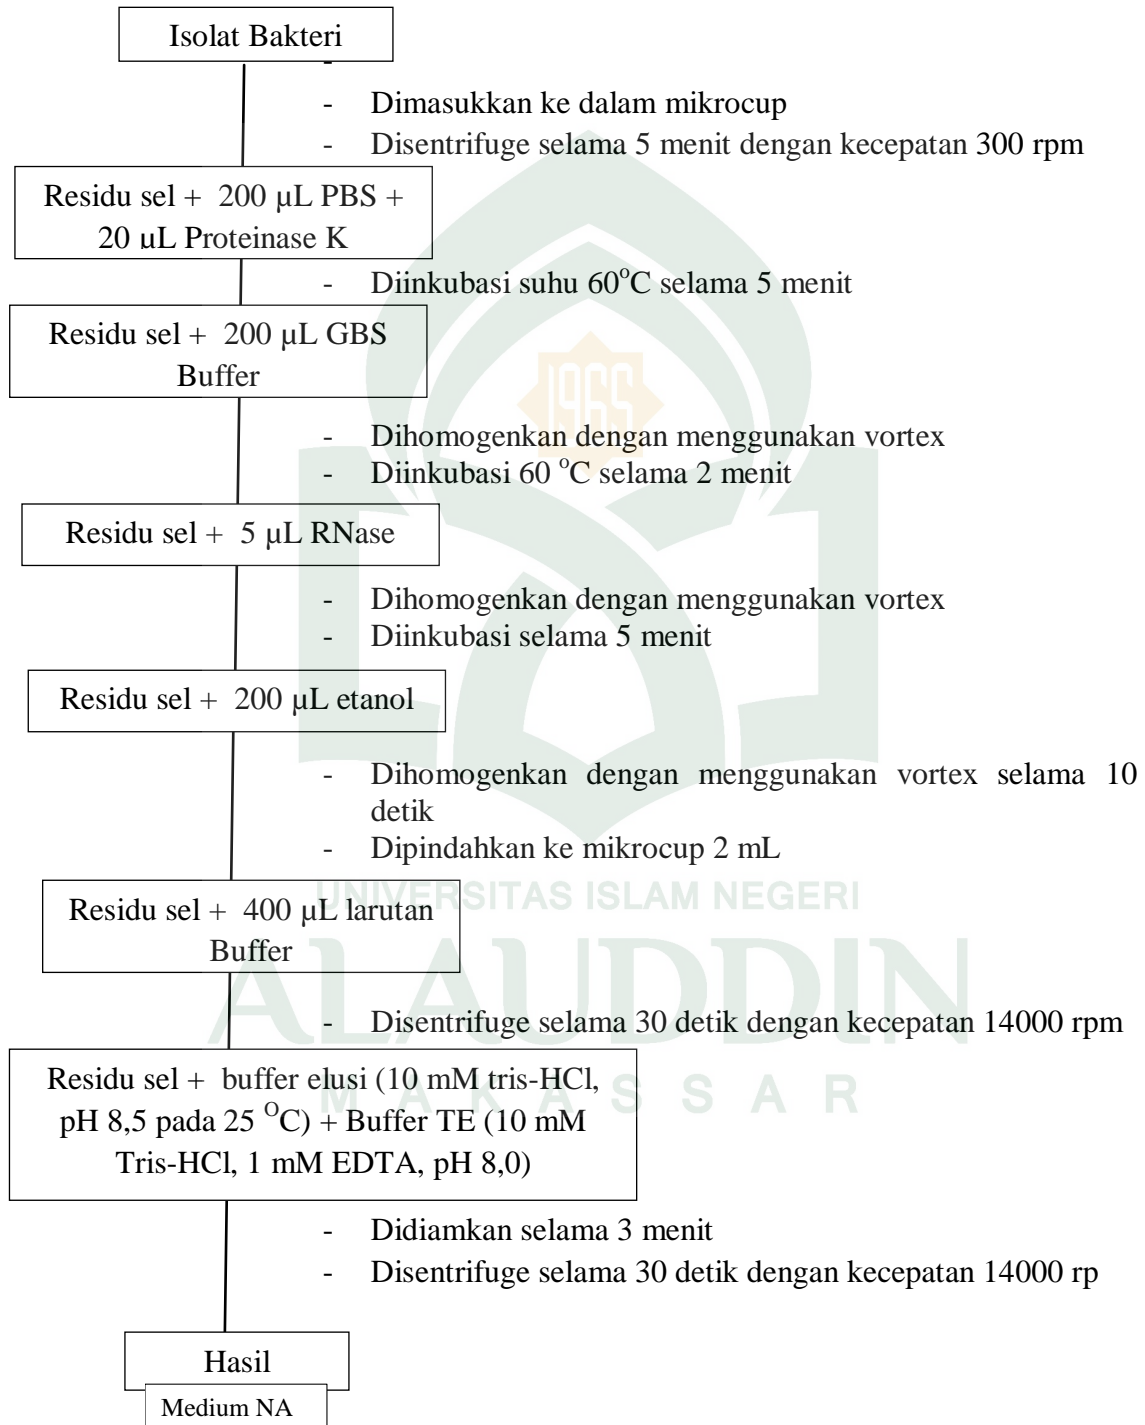 Isolat Bakteri
-
- Dimasukkan ke dalam mikrocup
- Disentrifuge selama 5 menit dengan kecepatan 300 rpm
Residu sel + 200 µL PBS +
20 µL Proteinase K
- Diinkubasi suhu 60°C selama 5 menit
Residu sel + 200 µL GBS
Buffer
1965
- Dihomogenkan dengan menggunakan vortex
- Diinkubasi 60 °C selama 2 menit
Residu sel + 5 µL RNase
- Dihomogenkan dengan menggunakan vortex
- Diinkubasi selama 5 menit
Residu sel + 200 µL etanol
- Dihomogenkan dengan menggunakan vortex selama 10
detik
- Dipindahkan ke mikrocup 2 mL
UNIVERSITAS ISLAM NEGERI
Residu sel + 400 µL larutan
Buffer
ALAUDDIN
- Disentrifuge selama 30 detik dengan kecepatan 14000 rpm
Residu sel + buffer elusi (10 mM tris-HCl,
pH 8,5 pada 25 °C) + Buffer TE (10 mM
Tris-HCl, 1 mM EDTA, pH 8,0)
MAKASSAR
- Didiamkan selama 3 menit
- Disentrifuge selama 30 detik dengan kecepatan 14000 rp
Hasil
Medium NA